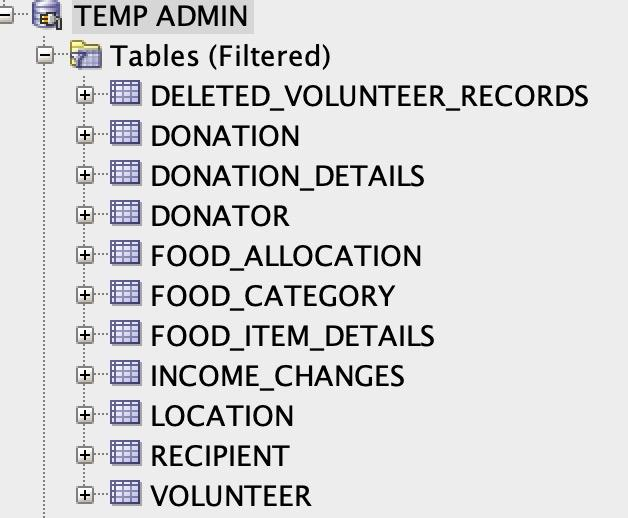 TEMP ADMIN
Tables (Filtered)
DELETED_VOLUNTEER_RECORDS
DONATION
DONATION_DETAILS
DONATOR
FOOD_ALLOCATION
FOOD_CATEGORY
FOOD_ITEM_DETAILS
INCOME_CHANGES
LOCATION
RECIPIENT
VOLUNTEER